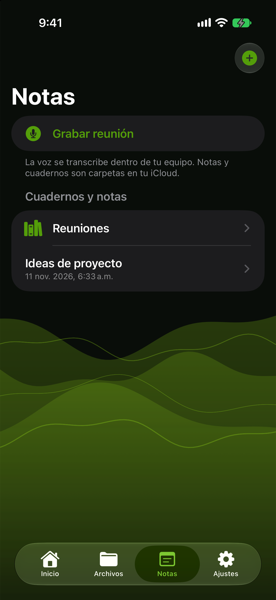 9:41
Notas
Grabar reunión
La voz se transcribe dentro de tu equipo. Notas y
cuadernos son carpetas en tu iCloud.
Cuadernos y notas
Reuniones
Ideas de proyecto
11 nov. 2026, 6:33 a.m.
Inicio
Archivos
Notas
Ajustes